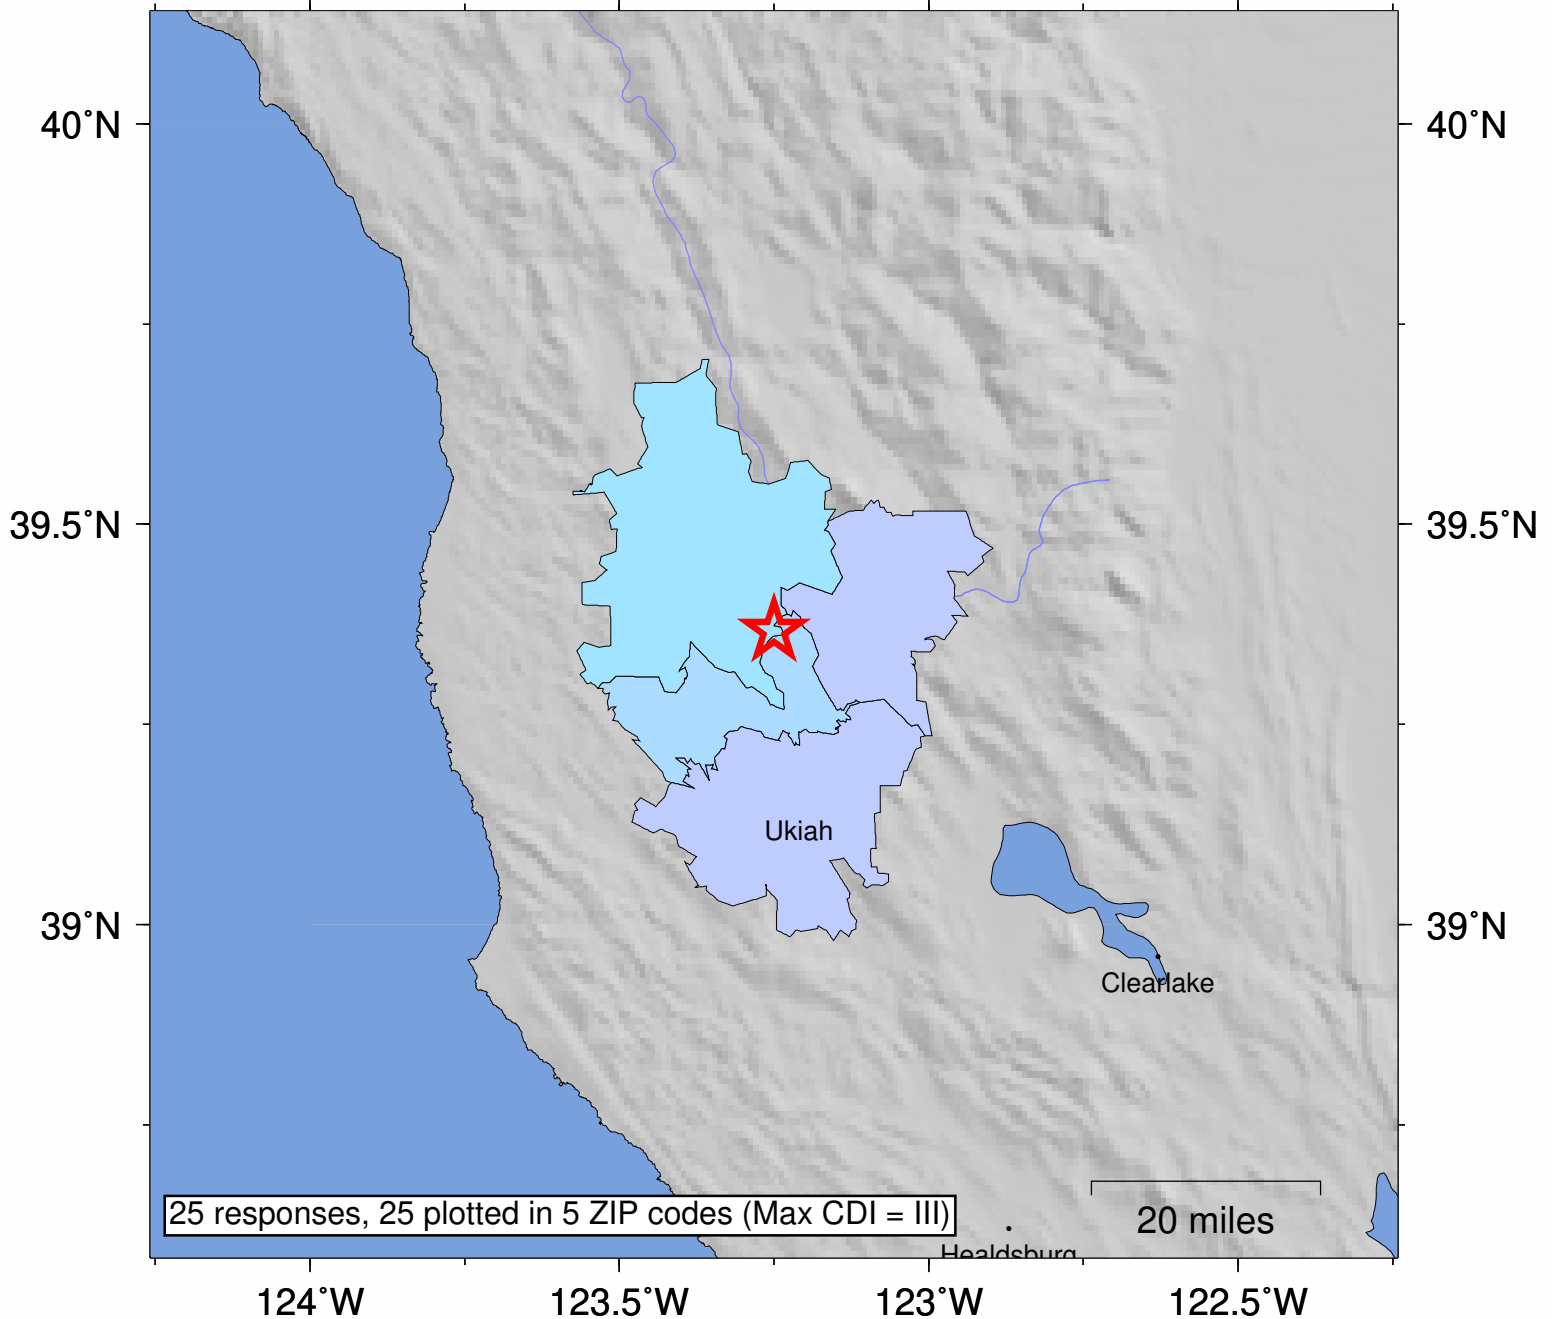 40˚N
40˚N
39.5˚N
39.5˚N
Ukiah
39˚N
39˚N
Clearlake
25 responses, 25 plotted in 5 ZIP codes (Max CDI = III)
20 miles
Healdsburg
124˚W
123.5˚W
123˚W
122.5˚W